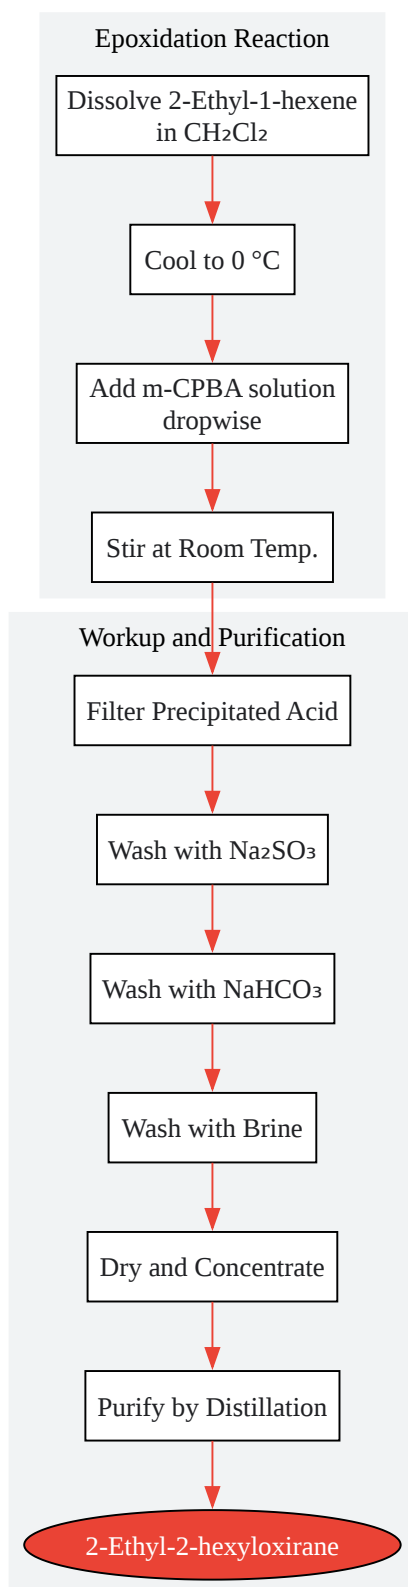 Epoxidation Reaction
Dissolve 2-Ethyl-1-hexene
in CH₂Cl₂
Cool to 0 °C
Add m-CPBA solution
dropwise
Stir at Room Temp.
Workup and Purification
Filter Precipitated Acid
Wash with Na₂SO₃
Wash with NaHCO₃
Wash with Brine
Dry and Concentrate
Purify by Distillation
2-Ethyl-2-hexyloxirane